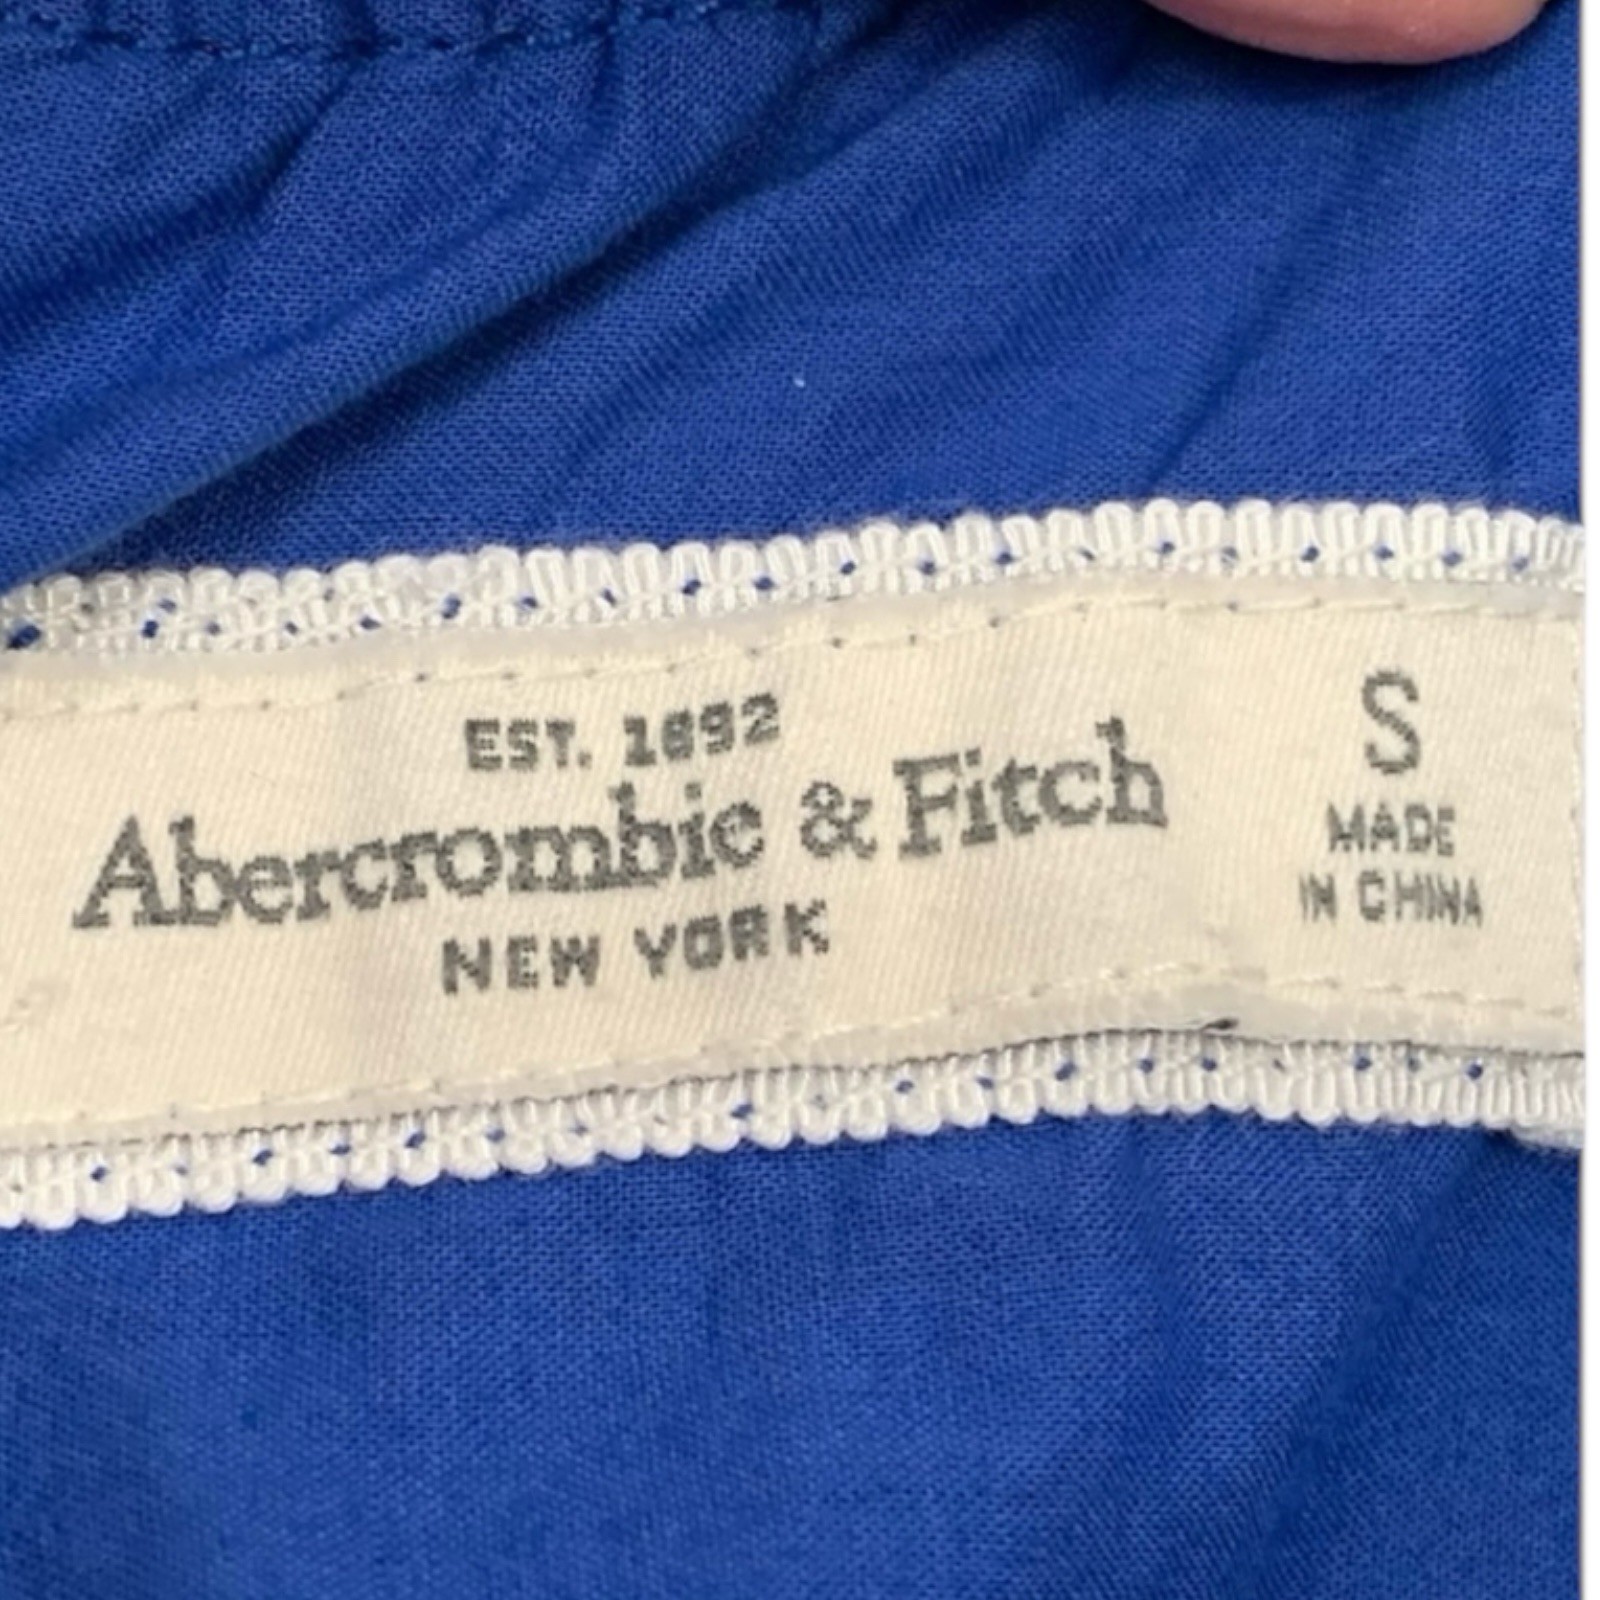 EST. 1892
Abercrombie & Fitch
NEW YORK
S
MADE
IN CHINA